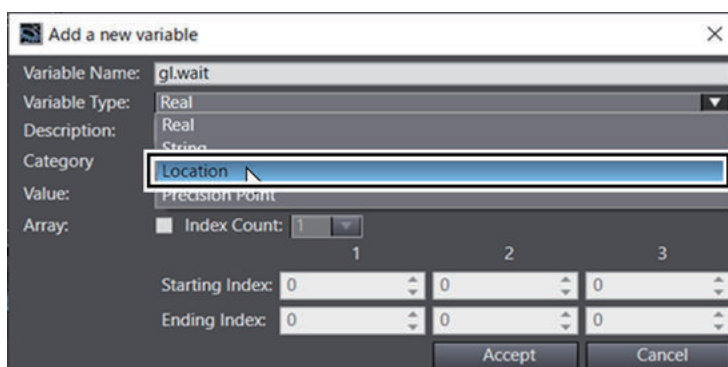 Add a new variable
Variable Name: gl.wait
Variable Type: Real
Description: Real
String
Category
Location
Value: Precision Point
Array: Index Count: 1
1 2 3
Starting Index: 0 0 0
Ending Index: 0 0 0
Accept Cancel